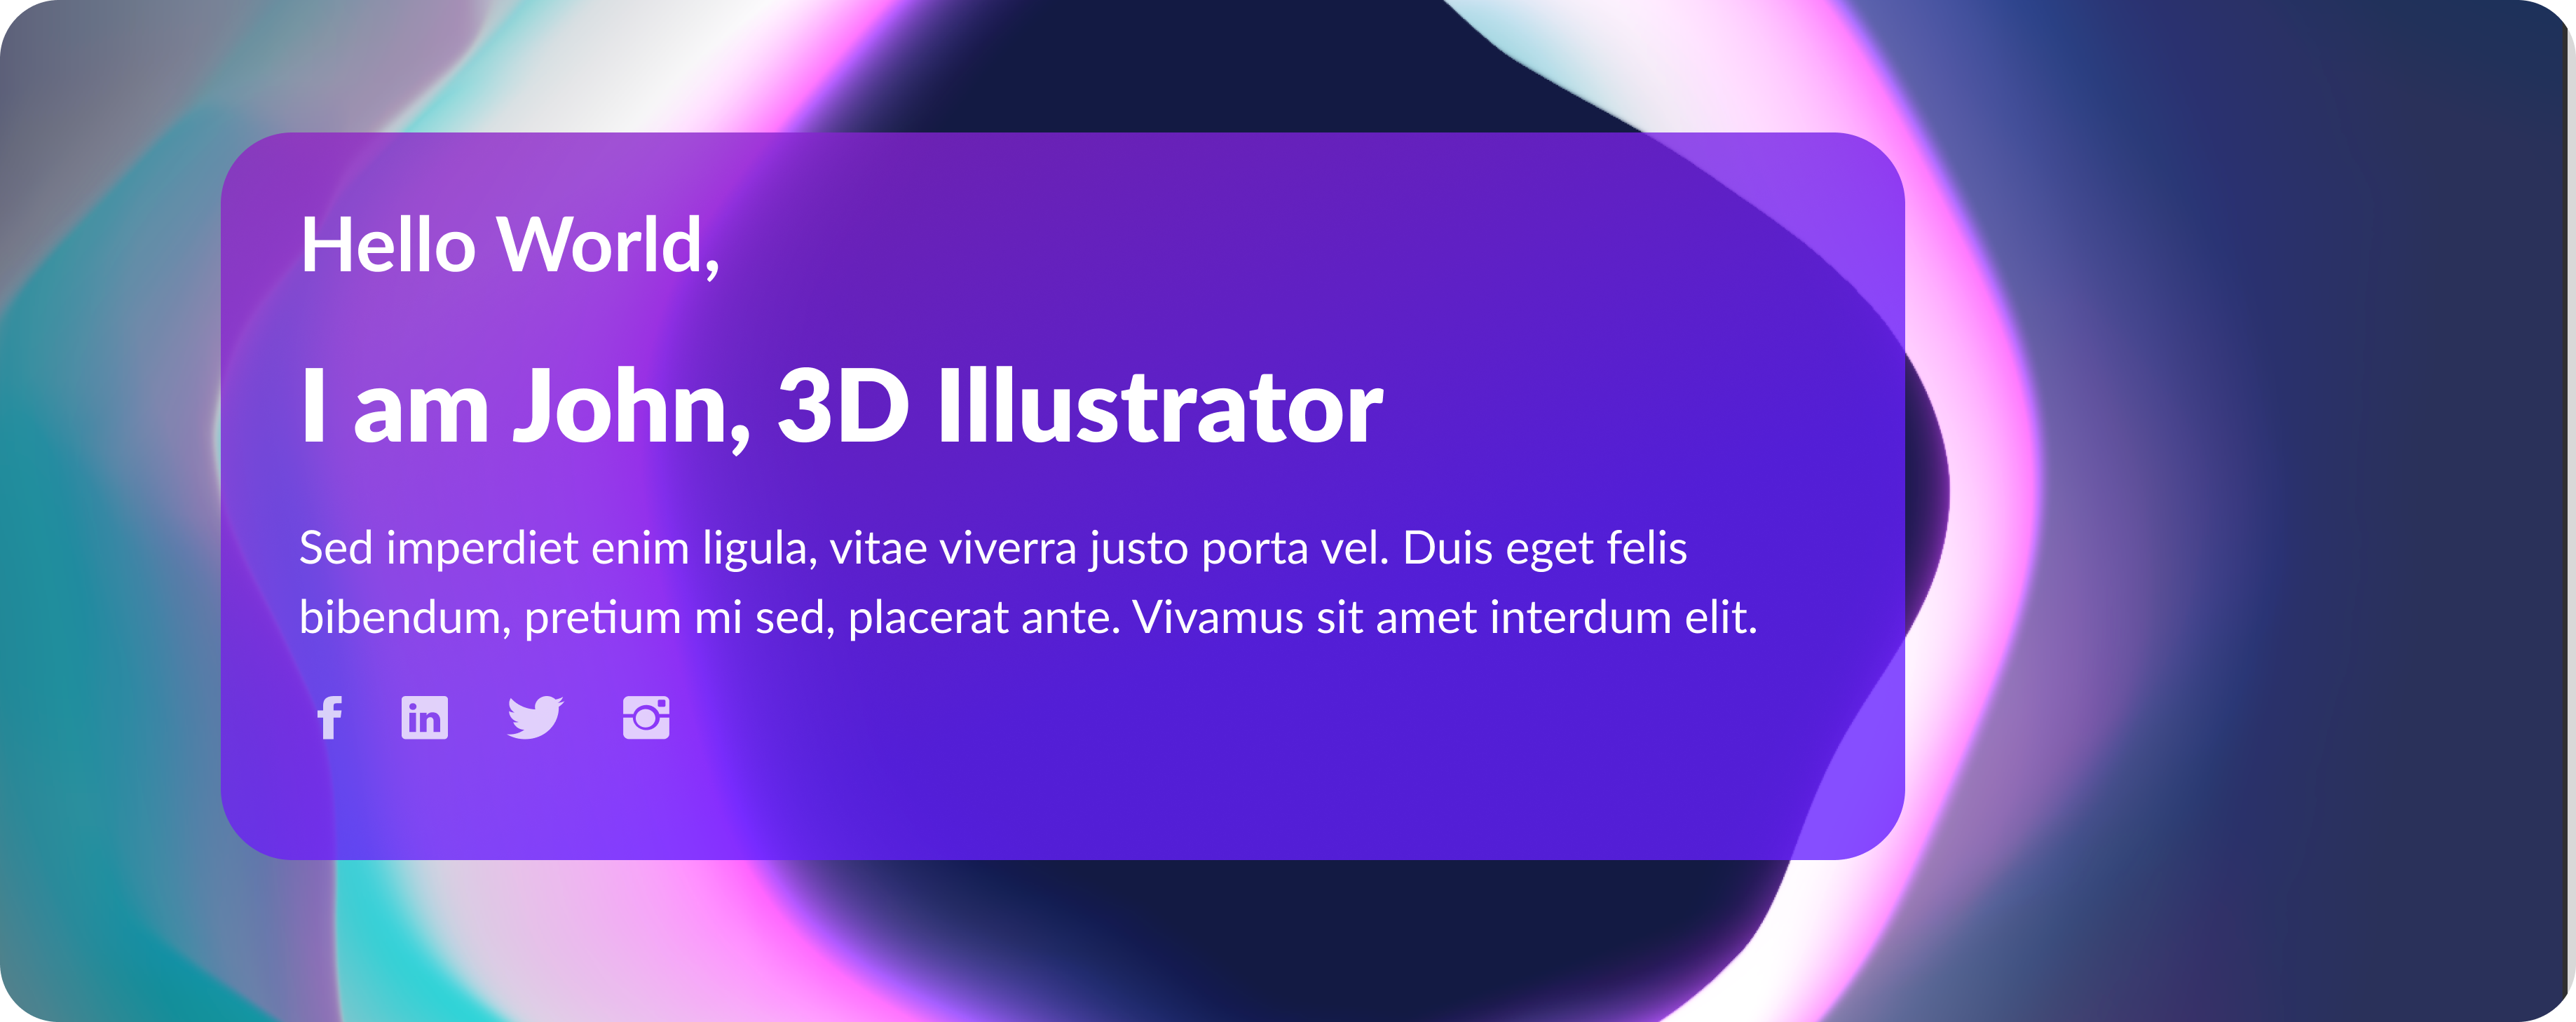 Hello World,
I am John, 3D Illustrator
Sed imperdiet enim ligula, vitae viverra justo porta vel. Duis eget felis
bibendum, pretium mi sed, placerat ante. Vivamus sit amet interdum elit.
f in